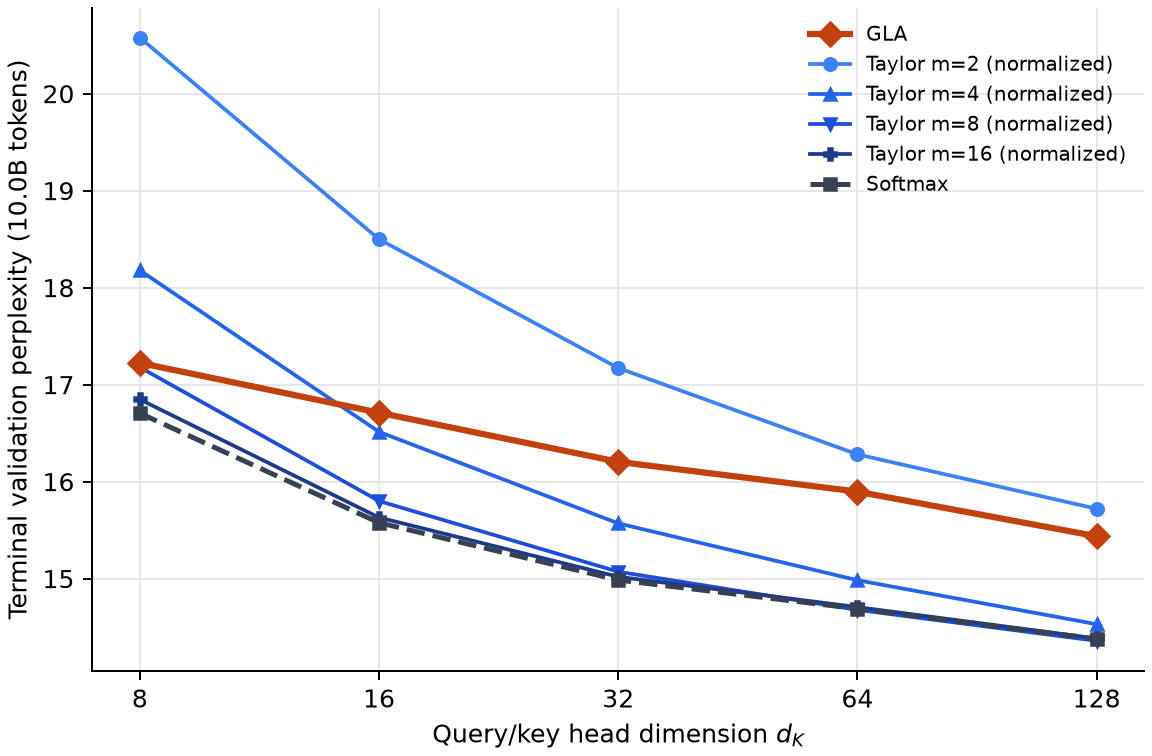 GLA
Taylor m=2 (normalized)
Taylor m=4 (normalized)
Taylor m=8 (normalized)
Taylor m=16 (normalized)
Softmax
Terminal validation perplexity (10.0B tokens)
20
19
18
17
16
15
8 16 32 64 128
Query/key head dimension d_K